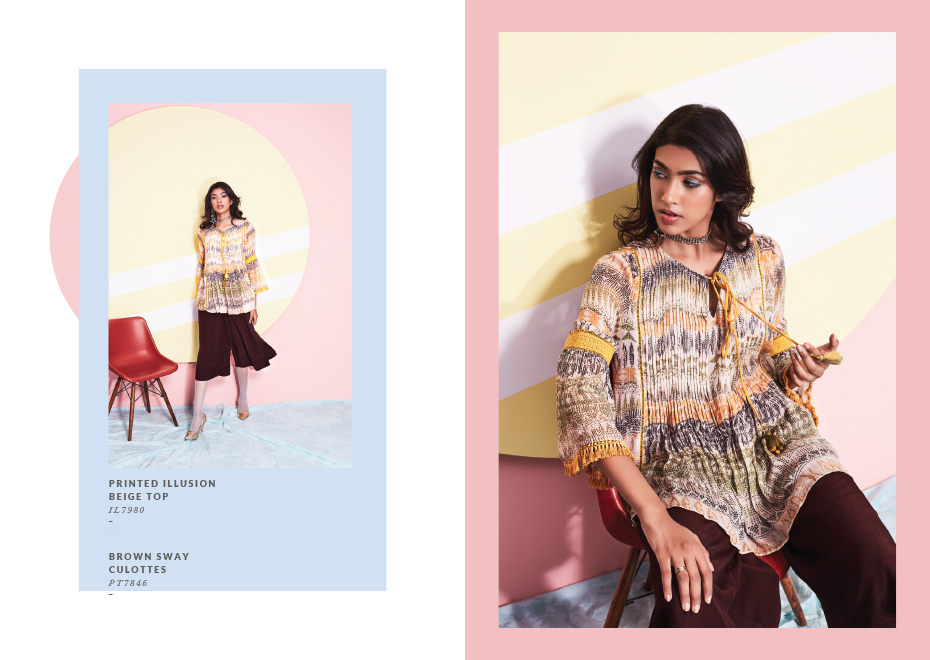 PRINTED ILLUSION
BEIGE TOP
IL7980
–
BROWN SWAY
CULOTTES
PT7846
–